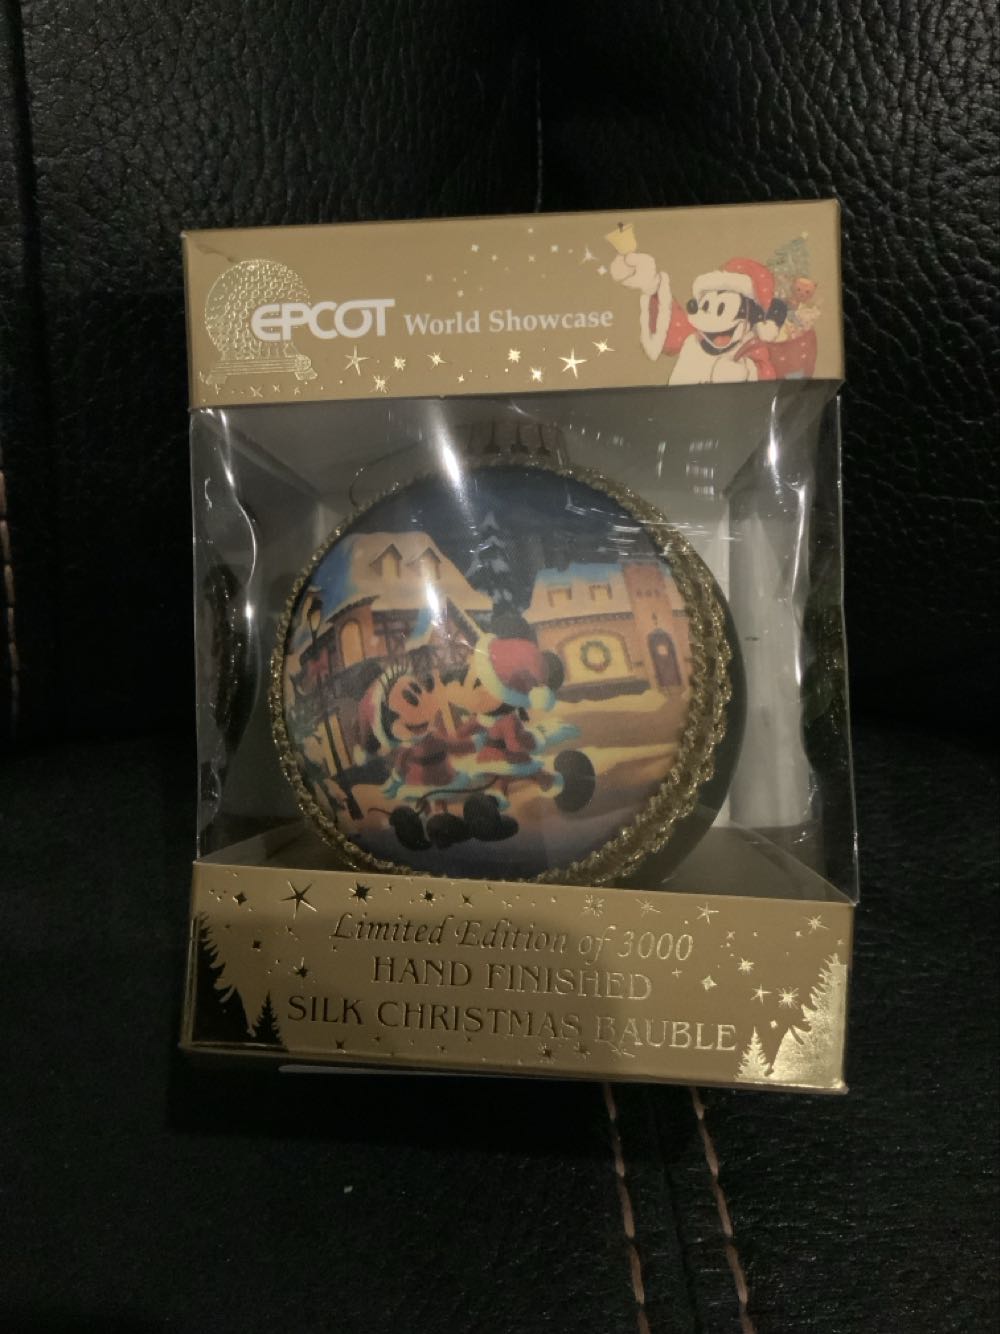 EPCOT World Showcase
Limited Edition of 3000
HAND FINISHED
SILK CHRISTMAS BAUBLE